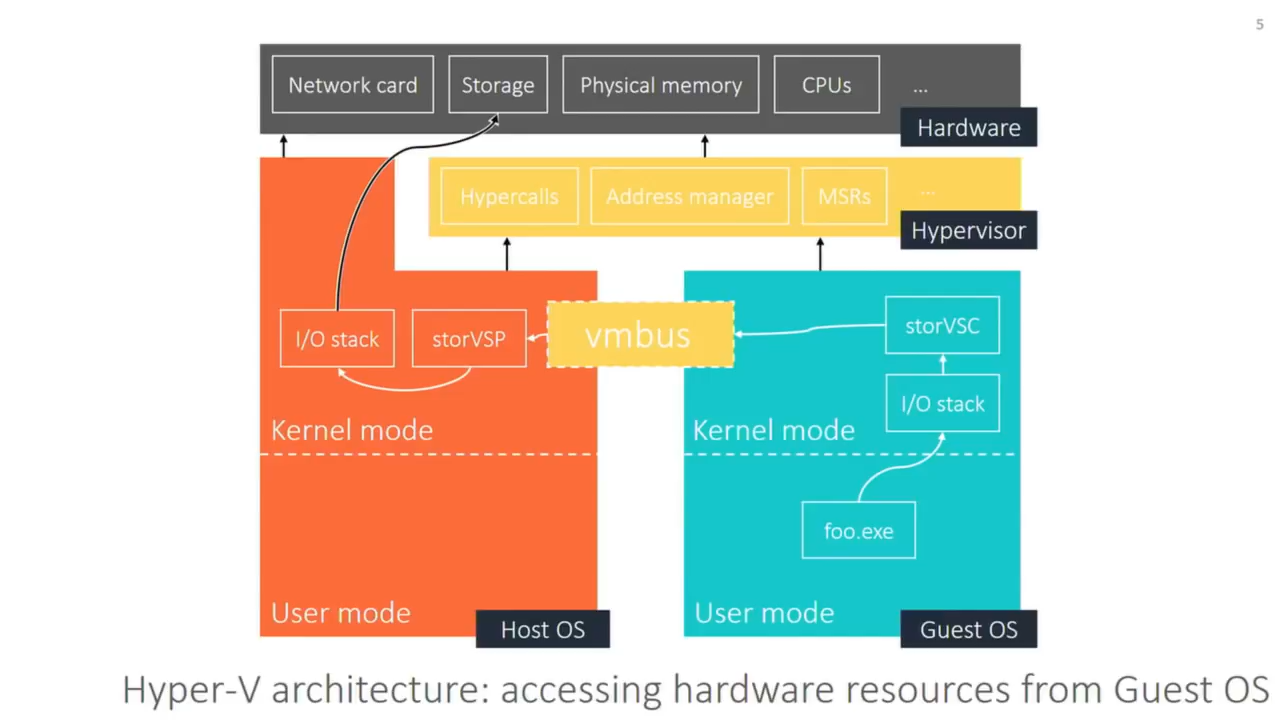 5
Network card
Storage
Physical memory
CPUs
...
Hardware
Hypercalls
Address manager
MSRs
...
Hypervisor
I/O stack
storVSP
vmbus
storVSC
I/O stack
Kernel mode
Kernel mode
foo.exe
User mode
User mode
Host OS
Guest OS
Hyper-V architecture: accessing hardware resources from Guest OS